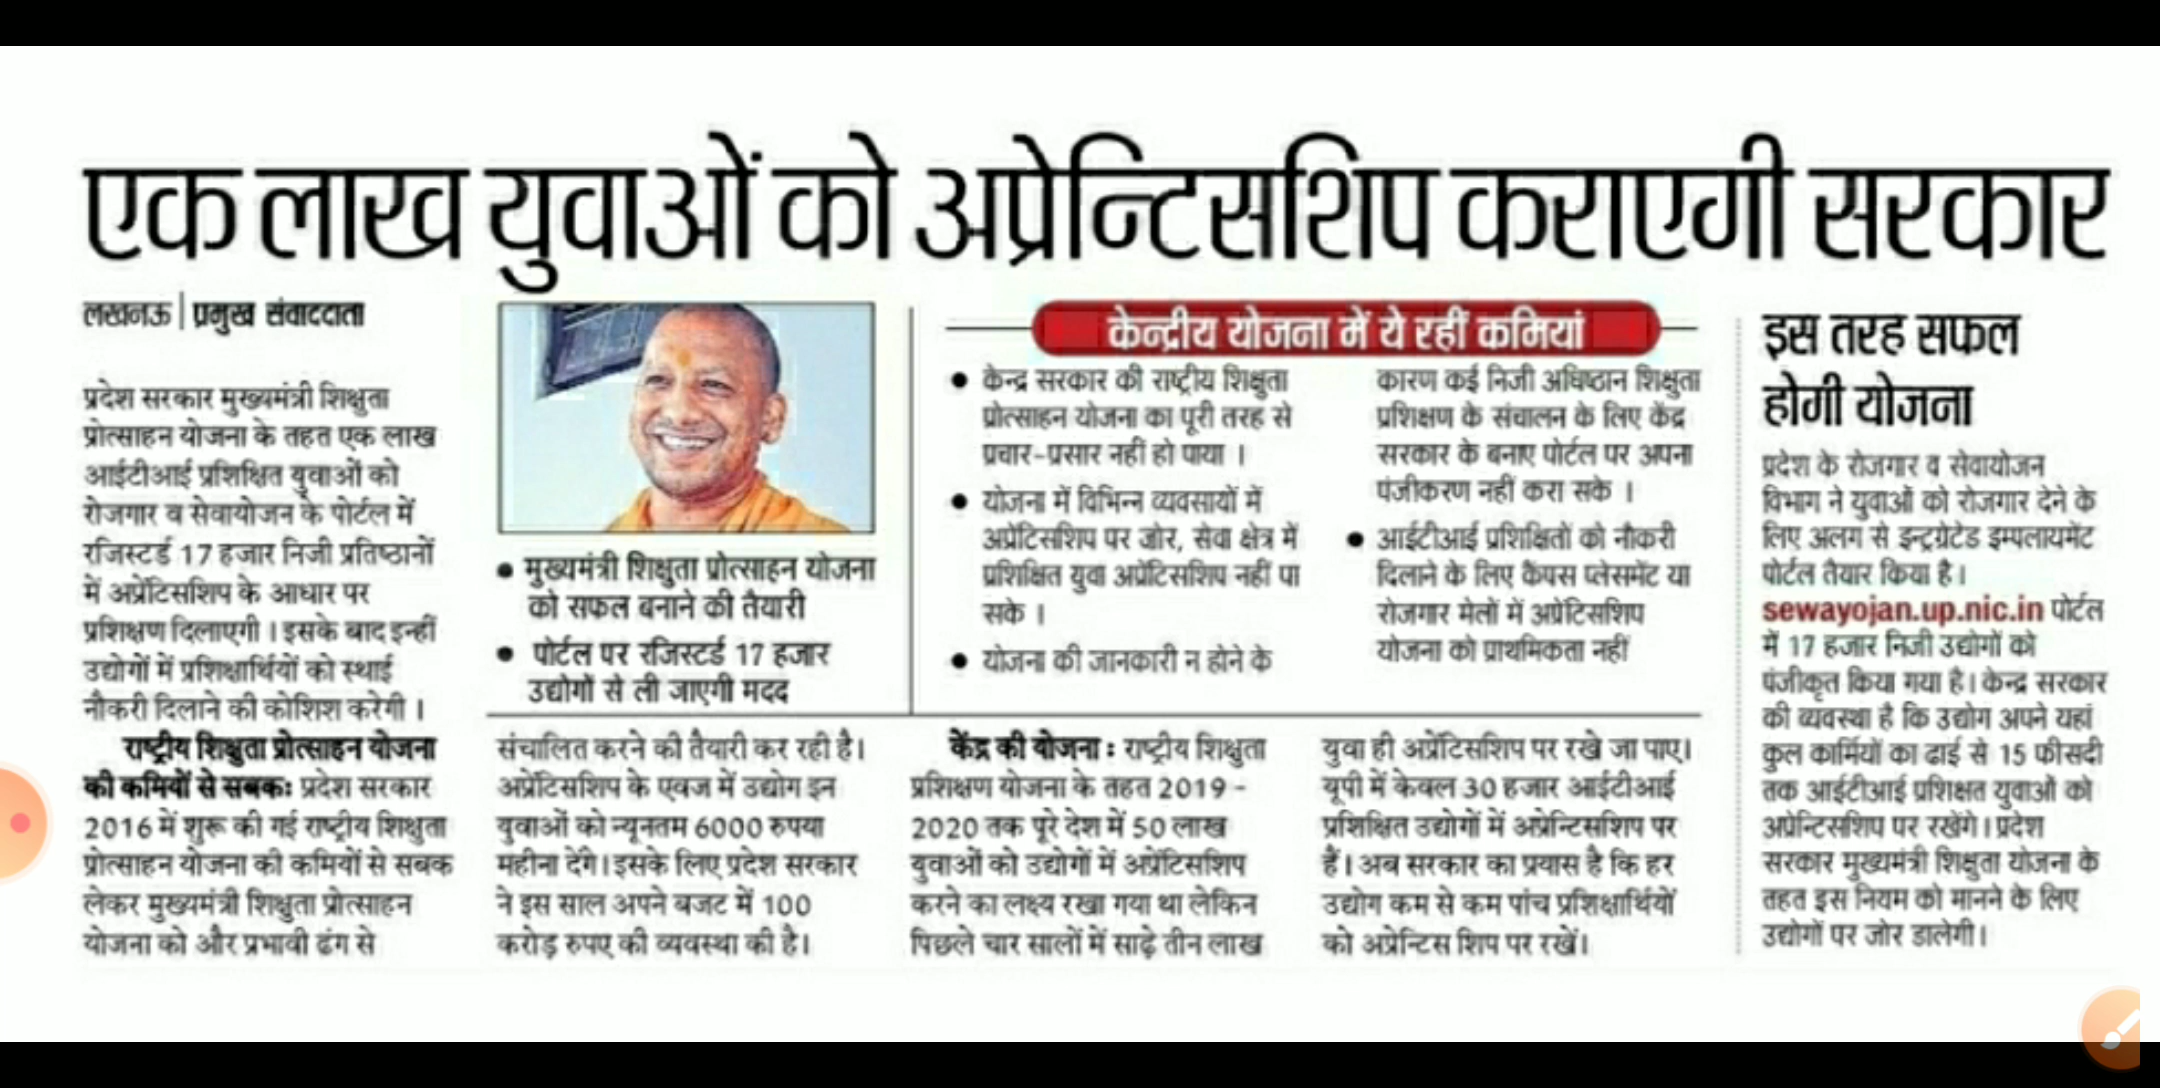 एक लाख युवाओं को अप्रेन्टिसशिप कराएगी सरकार
लखनऊ | प्रमुख संवाददाता
प्रदेश सरकार मुख्यमंत्री शिक्षुता
प्रोत्साहन योजना के तहत एक लाख
आईटीआई प्रशिक्षित युवाओं को
रोजगार व सेवायोजन के पोर्टल में
रजिस्टर्ड 17 हजार निजी प्रतिष्ठानों
में अप्रेंटिसशिप के आधार पर
प्रशिक्षण दिलाएगी । इसके बाद इन्हीं
उद्योगों में प्रशिक्षार्थियों को स्थाई
नौकरी दिलाने की कोशिश करेगी ।
राष्ट्रीय शिक्षुता प्रोत्साहन योजना
की कमियों से सबकः प्रदेश सरकार
2016 में शुरू की गई राष्ट्रीय शिक्षुता
प्रोत्साहन योजना की कमियों से सबक
लेकर मुख्यमंत्री शिक्षुता प्रोत्साहन
योजना को और प्रभावी ढंग से
● मुख्यमंत्री शिक्षुता प्रोत्साहन योजना
को सफल बनाने की तैयारी
● पोर्टल पर रजिस्टर्ड 17 हजार
उद्योगों से ली जाएगी मदद
संचालित करने की तैयारी कर रही है।
अप्रेंटिसशिप के एवज में उद्योग इन
युवाओं को न्यूनतम 6000 रुपया
महीना देंगे। इसके लिए प्रदेश सरकार
ने इस साल अपने बजट में 100
करोड़ रुपए की व्यवस्था की है।
केन्द्रीय योजना में ये रहीं कमियां
● केन्द्र सरकार की राष्ट्रीय शिक्षुता
प्रोत्साहन योजना का पूरी तरह से
प्रचार-प्रसार नहीं हो पाया ।
● योजना में विभिन्न व्यवसायों में
अप्रेंटिसशिप पर जोर, सेवा क्षेत्र में
प्रशिक्षित युवा अप्रेंटिसशिप नहीं पा
सके ।
● योजना की जानकारी न होने के
कारण कई निजी अधिष्ठान शिक्षुता
प्रशिक्षण के संचालन के लिए केंद्र
सरकार के बनाए पोर्टल पर अपना
पंजीकरण नहीं करा सके ।
● आईटीआई प्रशिक्षितों को नौकरी
दिलाने के लिए कैंपस प्लेसमेंट या
रोजगार मेलों में अप्रेंटिसशिप
योजना को प्राथमिकता नहीं
केंद्र की योजना : राष्ट्रीय शिक्षुता
प्रशिक्षण योजना के तहत 2019 -
2020 तक पूरे देश में 50 लाख
युवाओं को उद्योगों में अप्रेंटिसशिप
करने का लक्ष्य रखा गया था लेकिन
पिछले चार सालों में साढ़े तीन लाख
युवा ही अप्रेंटिसशिप पर रखे जा पाए।
यूपी में केवल 30 हजार आईटीआई
प्रशिक्षित उद्योगों में अप्रेन्टिसशिप पर
हैं। अब सरकार का प्रयास है कि हर
उद्योग कम से कम पांच प्रशिक्षार्थियों
को अप्रेन्टिस शिप पर रखें।
इस तरह सफल
होगी योजना
प्रदेश के रोजगार व सेवायोजन
विभाग ने युवाओं को रोजगार देने के
लिए अलग से इन्टग्रेटेड इम्पलायमेंट
पोर्टल तैयार किया है।
sewayojan.up.nic.in पोर्टल
में 17 हजार निजी उद्योगों को
पंजीकृत किया गया है। केन्द्र सरकार
की व्यवस्था है कि उद्योग अपने यहां
कुल कार्मियों का ढाई से 15 फीसदी
तक आईटीआई प्रशिक्षत युवाओं को
अप्रेन्टिसशिप पर रखेंगे। प्रदेश
सरकार मुख्यमंत्री शिक्षुता योजना के
तहत इस नियम को मानने के लिए
उद्योगों पर जोर डालेगी।